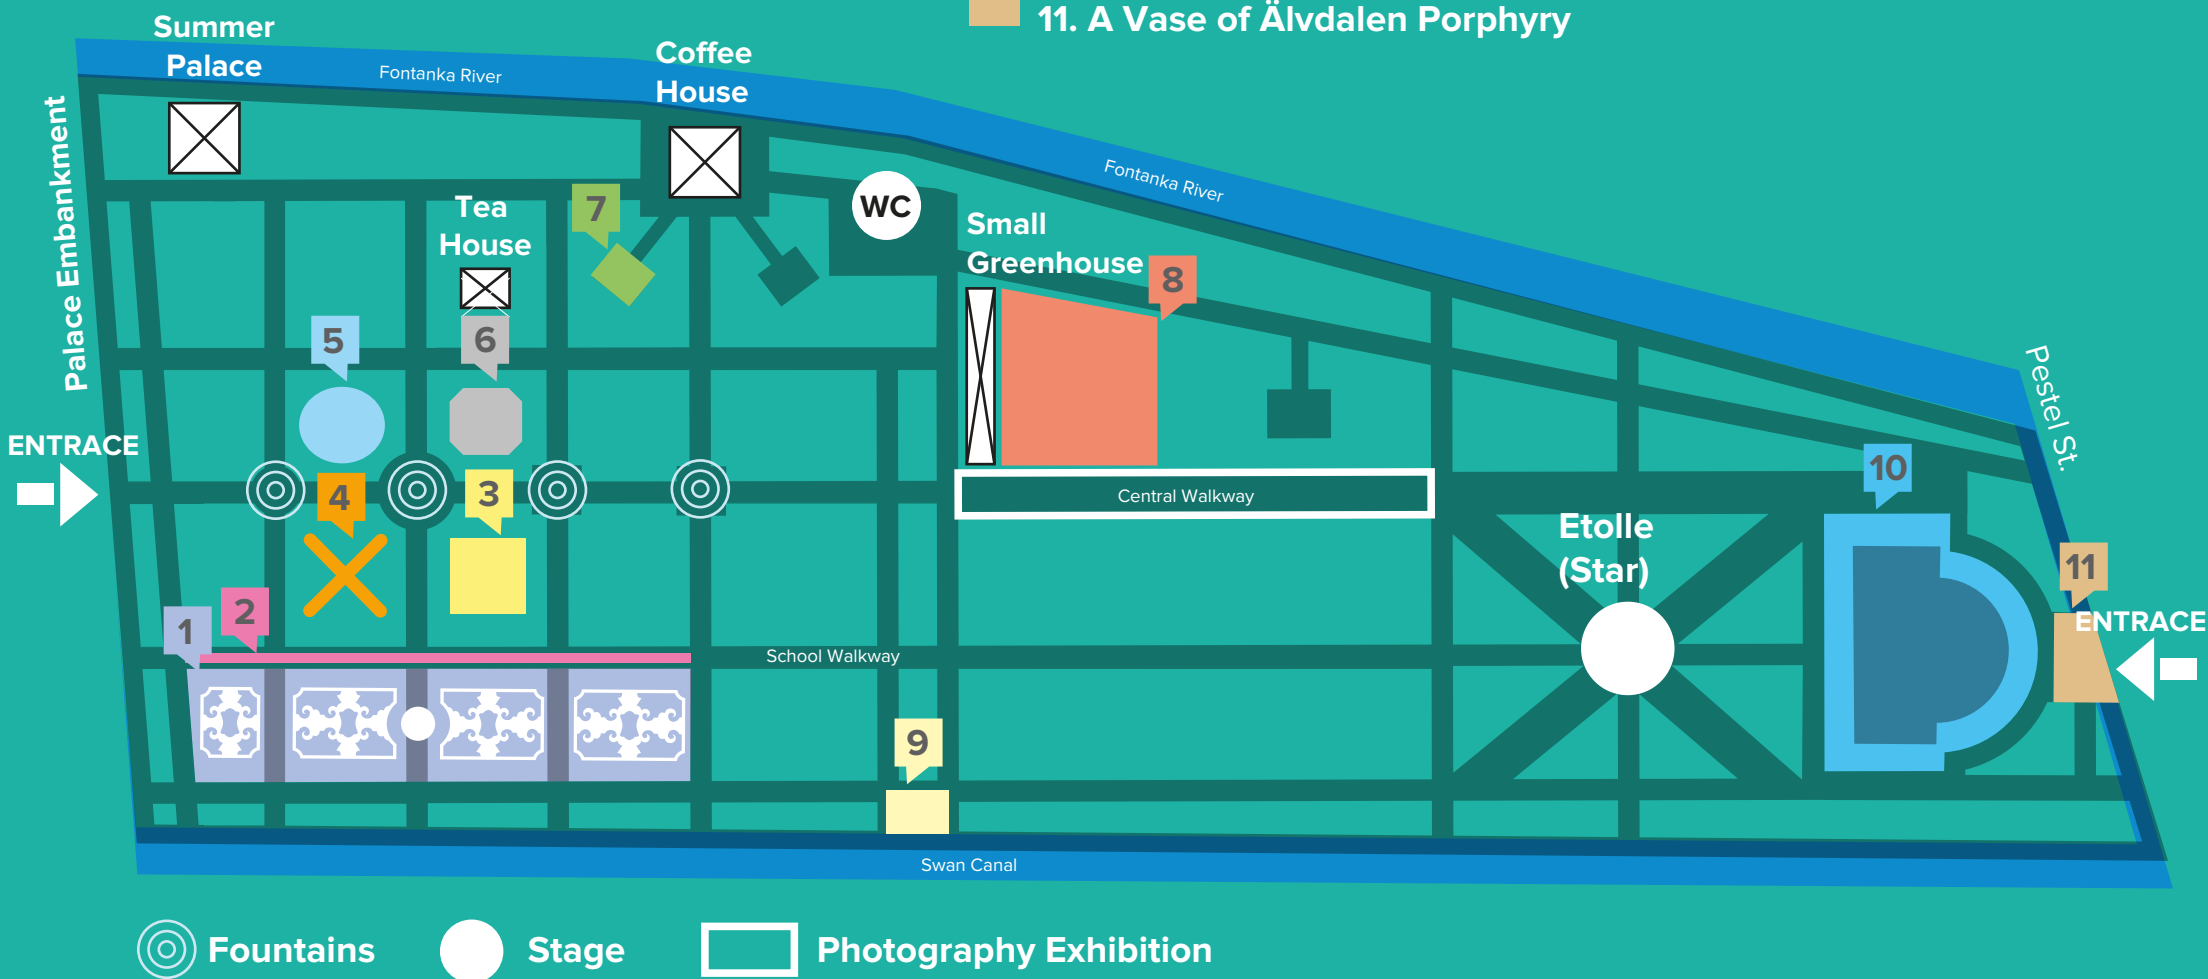 11. A Vase of Älvdalen Porphyry
Summer
Palace
Fontanka River
Coffee
House
Palace Embankment
Fontanka River
WC
7
Tea
House
Small
Greenhouse
8
5
6
Pestel St.
ENTRACE
4
3
Central Walkway
10
Etolle
(Star)
11
ENTRACE
1
2
School Walkway
9
Swan Canal
Fountains
Stage
Photography Exhibition